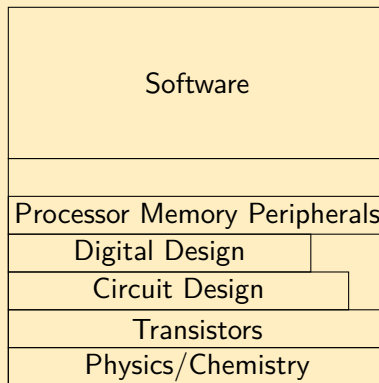 Software
Processor Memory Peripherals
Digital Design
Circuit Design
Transistors
Physics/Chemistry